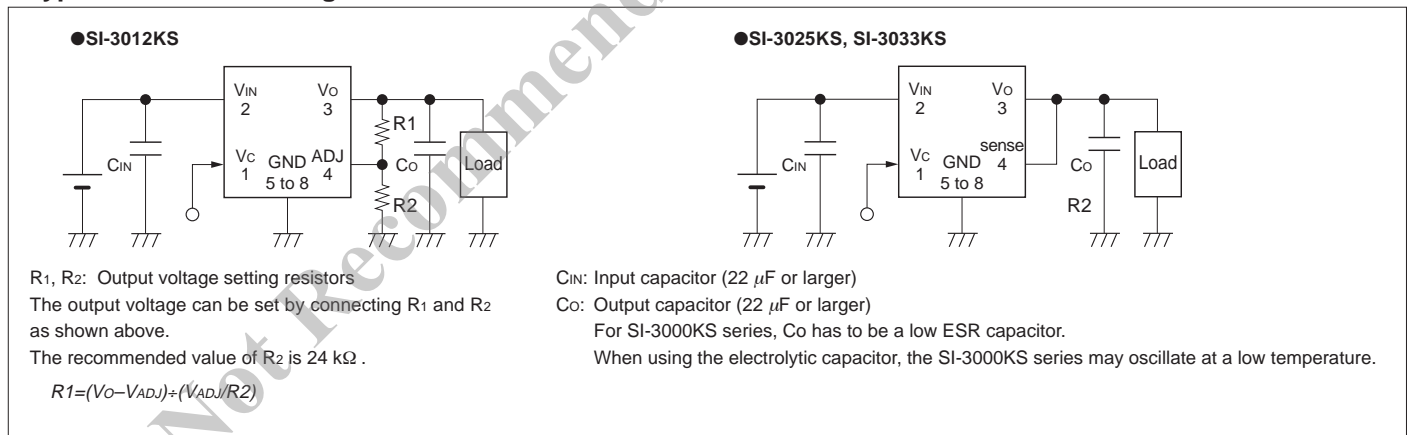 ●SI-3012KS
VIN
2
VO
3
VC
1
GND
5 to 8
ADJ
4
CIN
R1
R2
CO
Load
●SI-3025KS, SI-3033KS
VIN
2
VO
3
VC
1
GND
5 to 8
sense
4
CIN
CO
R2
Load
R1, R2: Output voltage setting resistors
The output voltage can be set by connecting R1 and R2
as shown above.
The recommended value of R2 is 24 kΩ .
R1=(VO–VADJ)÷(VADJ/R2)
CIN: Input capacitor (22 µF or larger)
CO: Output capacitor (22 µF or larger)
For SI-3000KS series, Co has to be a low ESR capacitor.
When using the electrolytic capacitor, the SI-3000KS series may oscillate at a low temperature.
Not Recommen